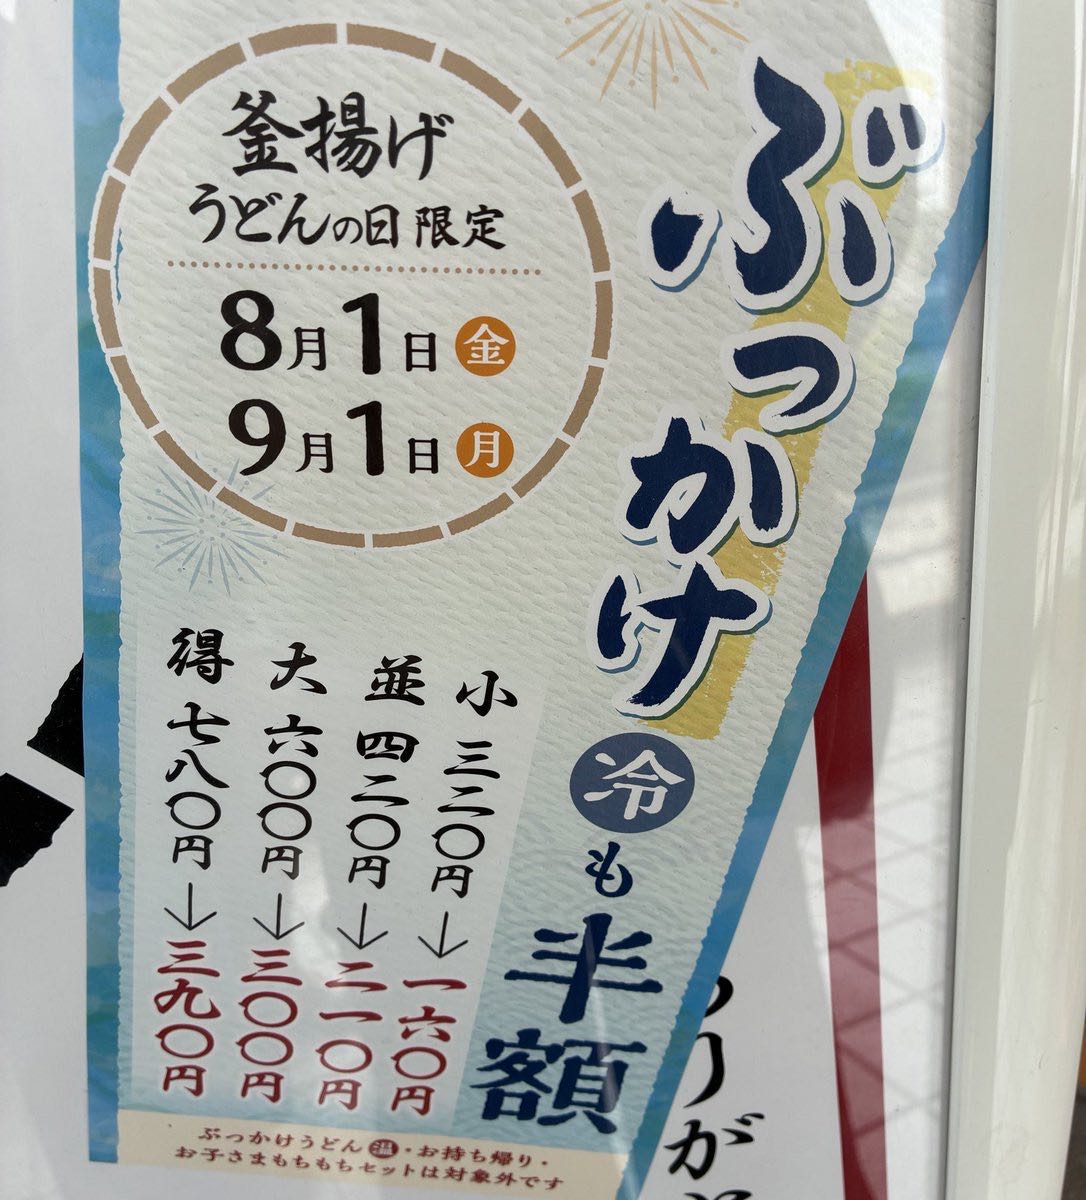 ぶっかけ冷も半額
釜揚げ
うどんの日限定
8月1日金
9月1日月
小 三二〇円→一六〇円
並 四二〇円→二一〇円
大 六〇〇円→三〇〇円
得 七八〇円→三九〇円
ぶっかけうどん温・お持ち帰り・
お子さまもちもちセットは対象外です